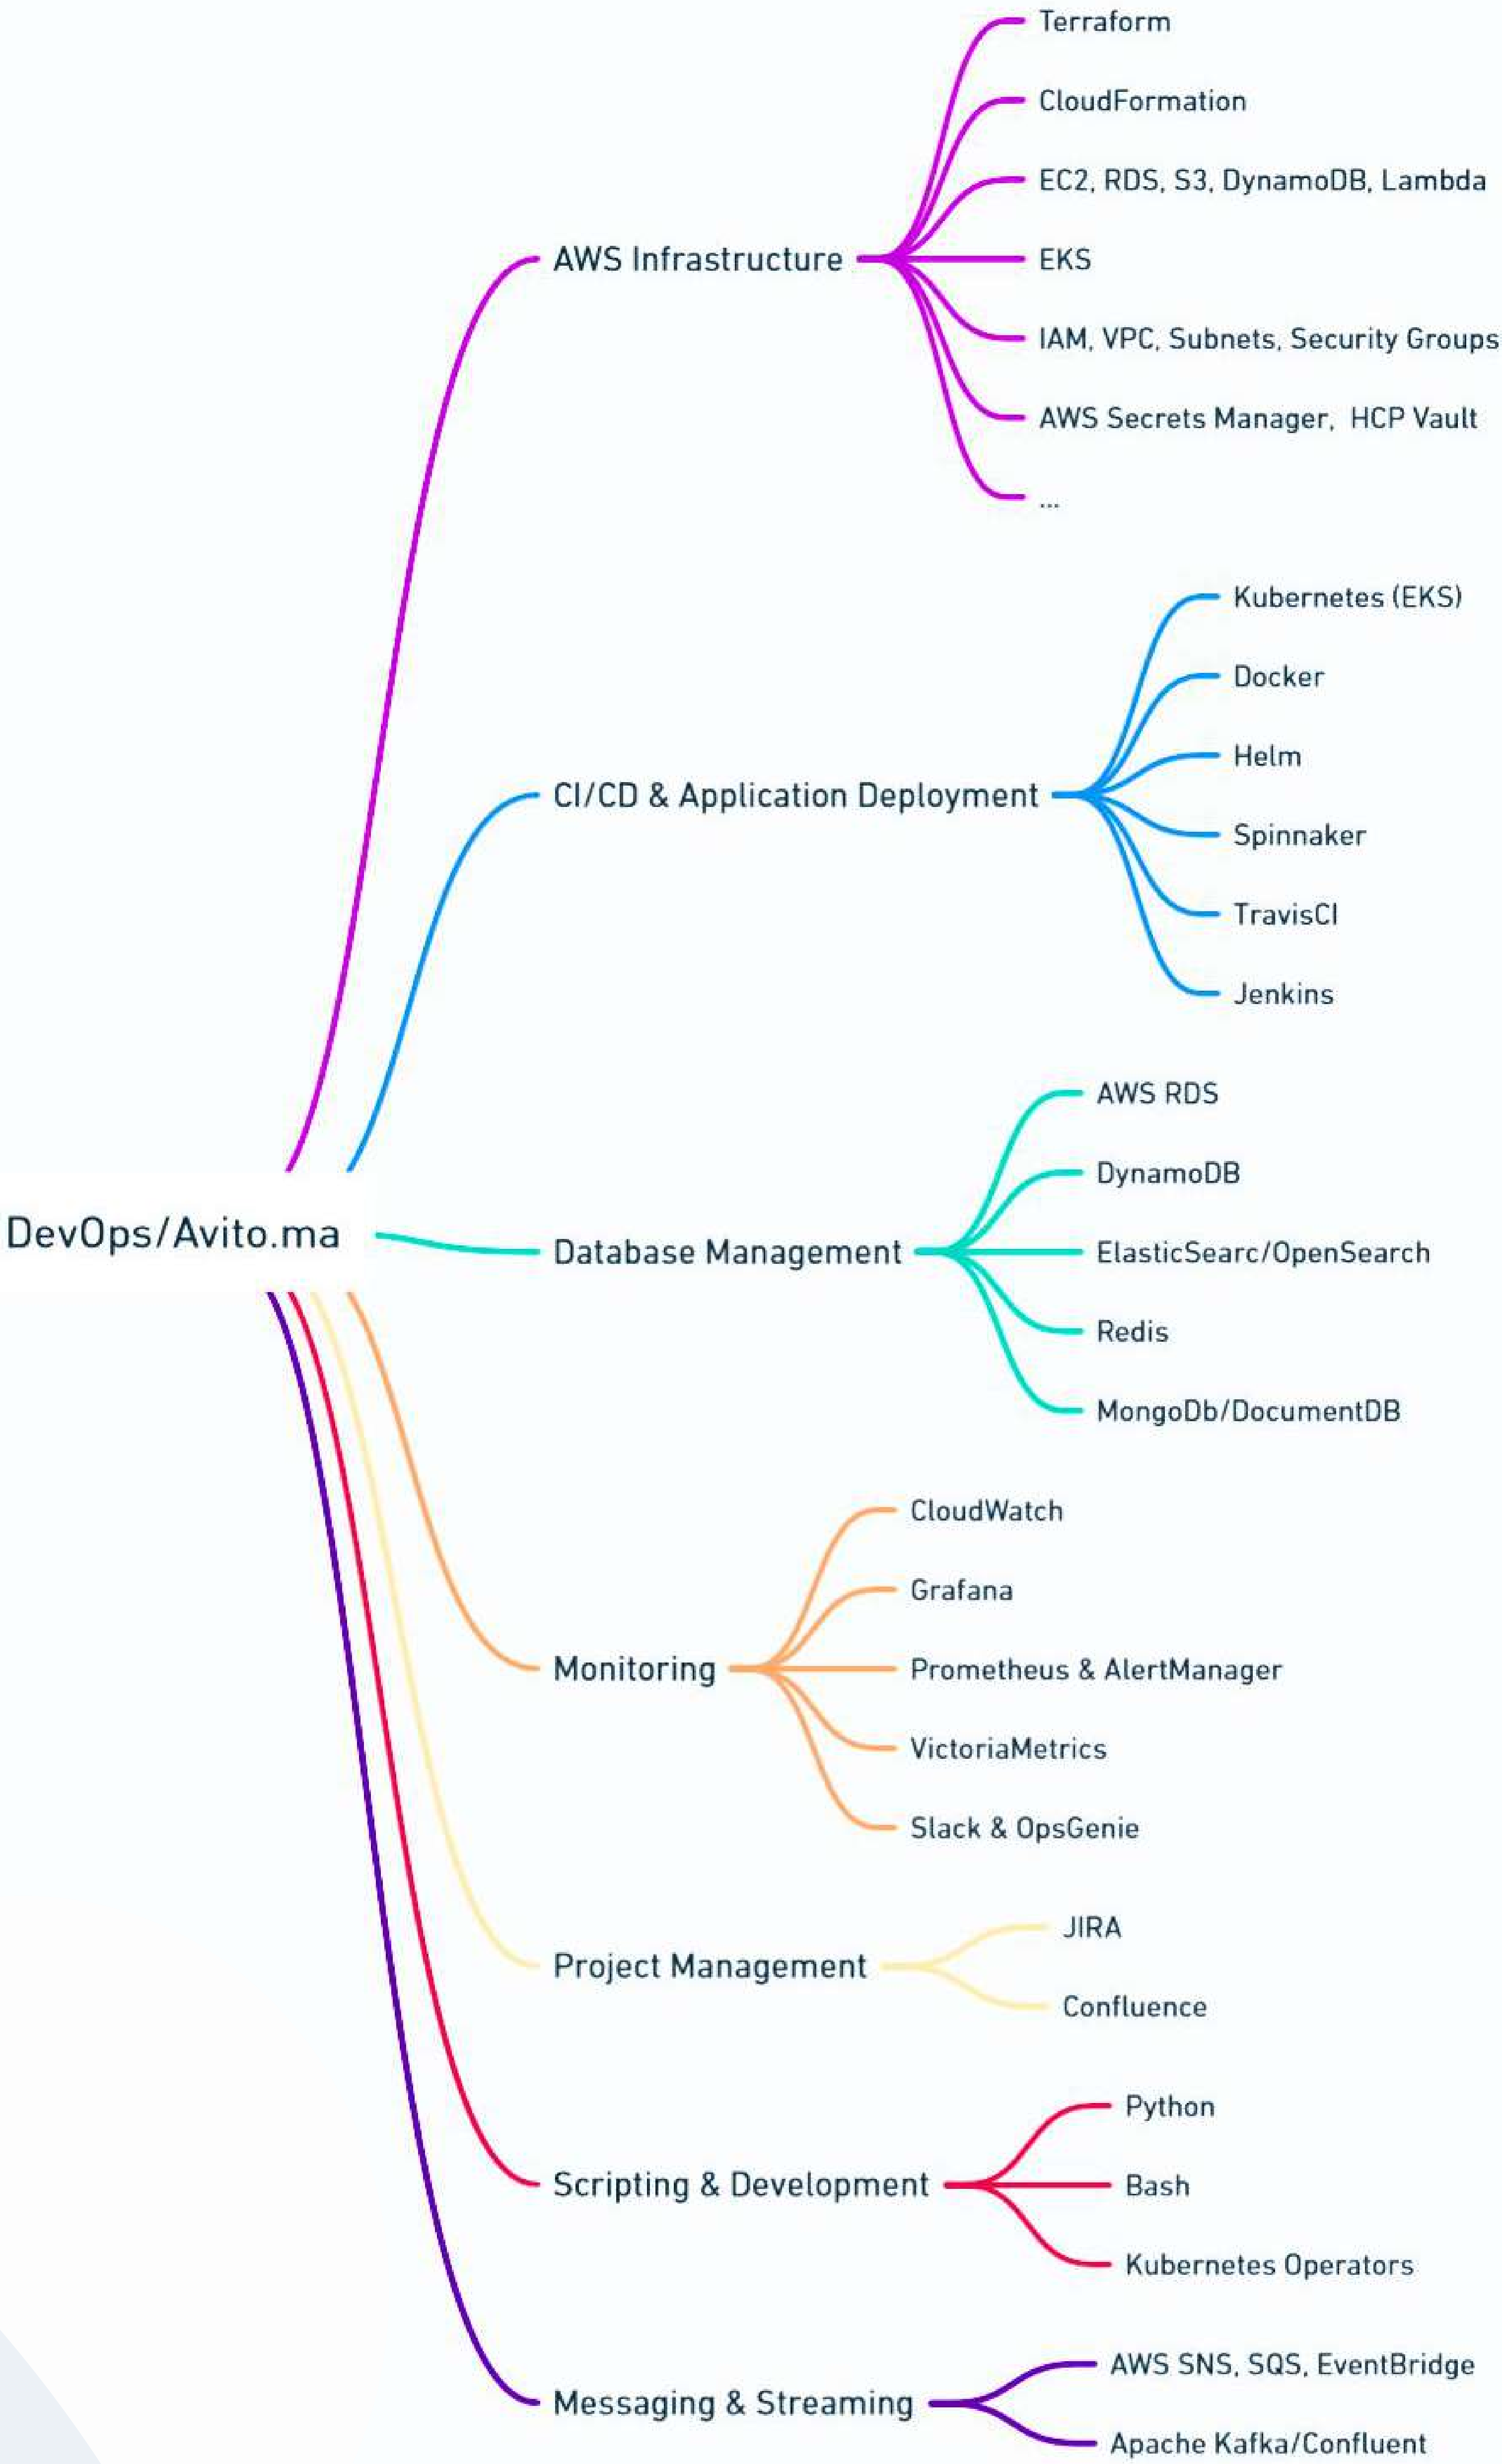 DevOps/Avito.ma
AWS Infrastructure
Terraform
CloudFormation
EC2, RDS, S3, DynamoDB, Lambda
EKS
IAM, VPC, Subnets, Security Groups
AWS Secrets Manager,  HCP Vault
...
CI/CD & Application Deployment
Kubernetes (EKS)
Docker
Helm
Spinnaker
TravisCI
Jenkins
Database Management
AWS RDS
DynamoDB
ElasticSearc/OpenSearch
Redis
MongoDb/DocumentDB
Monitoring
CloudWatch
Grafana
Prometheus & AlertManager
VictoriaMetrics
Slack & OpsGenie
Project Management
JIRA
Confluence
Scripting & Development
Python
Bash
Kubernetes Operators
Messaging & Streaming
AWS SNS, SQS, EventBridge
Apache Kafka/Confluent